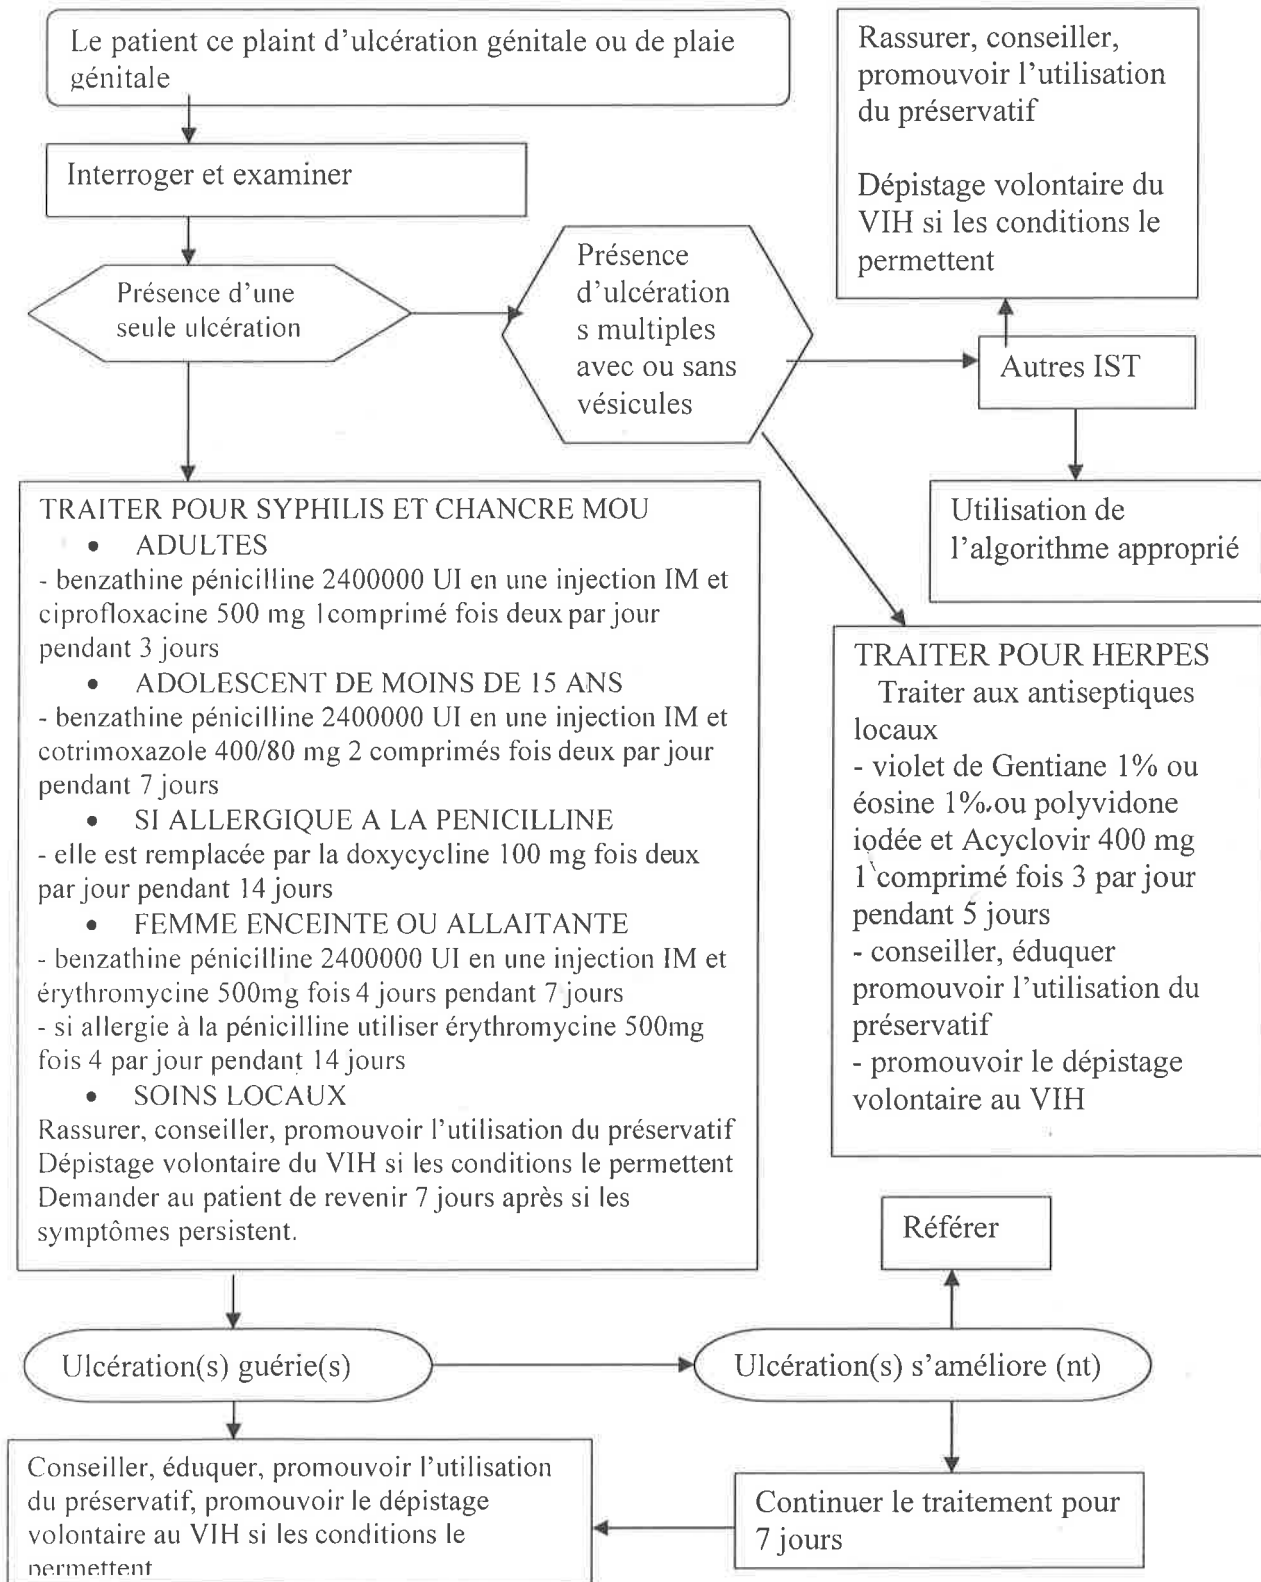 Le patient ce plaint d'ulcération génitale ou de plaie
génitale
Interroger et examiner
Présence d'une
seule ulcération
Présence
d'ulcération
s multiples
avec ou sans
vésicules
Rassurer, conseiller,
promouvoir l'utilisation
du préservatif
Dépistage volontaire du
VIH si les conditions le
permettent
Autres IST
Utilisation de
l'algorithme approprié
TRAITER POUR SYPHILIS ET CHANCRE MOU
• ADULTES
- benzathine pénicilline 2400000 UI en une injection IM et
ciprofloxacine 500 mg 1comprimé fois deux par jour
pendant 3 jours
• ADOLESCENT DE MOINS DE 15 ANS
- benzathine pénicilline 2400000 UI en une injection IM et
cotrimoxazole 400/80 mg 2 comprimés fois deux par jour
pendant 7 jours
• SI ALLERGIQUE A LA PENICILLINE
- elle est remplacée par la doxycycline 100 mg fois deux
par jour pendant 14 jours
• FEMME ENCEINTE OU ALLAITANTE
- benzathine pénicilline 2400000 UI en une injection IM et
érythromycine 500mg fois 4 jours pendant 7 jours
- si allergie à la pénicilline utiliser érythromycine 500mg
fois 4 par jour pendant 14 jours
• SOINS LOCAUX
Rassurer, conseiller, promouvoir l'utilisation du préservatif
Dépistage volontaire du VIH si les conditions le permettent
Demander au patient de revenir 7 jours après si les
symptômes persistent.
TRAITER POUR HERPES
Traiter aux antiseptiques
locaux
- violet de Gentiane 1% ou
éosine 1% ou polyvidone
iodée et Acyclovir 400 mg
1 comprimé fois 3 par jour
pendant 5 jours
- conseiller, éduquer
promouvoir l'utilisation du
préservatif
- promouvoir le dépistage
volontaire au VIH
Référer
Ulcération(s) guérie(s)
Ulcération(s) s'améliore (nt)
Conseiller, éduquer, promouvoir l'utilisation
du préservatif, promouvoir le dépistage
volontaire au VIH si les conditions le
permettent
Continuer le traitement pour
7 jours